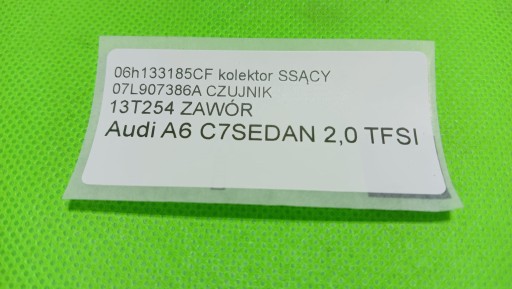 06h133185CF kolektor SSĄCY
07L907386A CZUJNIK
13T254 ZAWÓR
Audi A6 C7SEDAN 2,0 TFSI